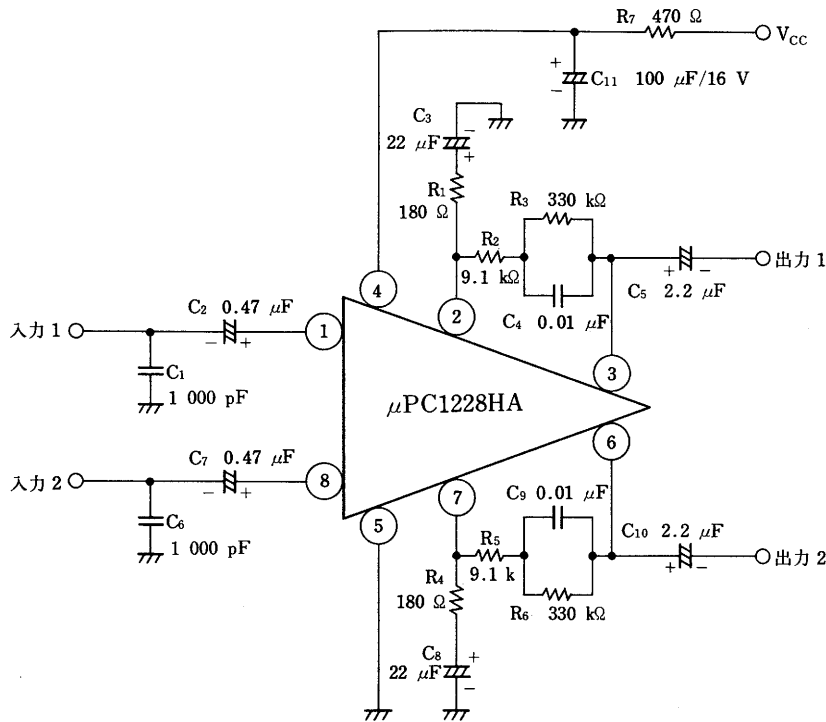 R₇ 470 Ω
V_CC
C₁₁ 100 μF/16 V
+
−
C₃
22 μF
−
+
R₁
180 Ω
R₃ 330 kΩ
R₂
9.1 kΩ
C₄ 0.01 μF
+ −
C₅ 2.2 μF
出力 1
4
2
3
入力 1
C₂ 0.47 μF
− +
1
C₁
1 000 pF
μPC1228HA
入力 2
C₇ 0.47 μF
− +
8
C₆
1 000 pF
5
7
6
C₉ 0.01 μF
R₅
9.1 k
R₆ 330 kΩ
C₁₀ 2.2 μF
+ −
出力 2
R₄
180 Ω
C₈
22 μF
+
−